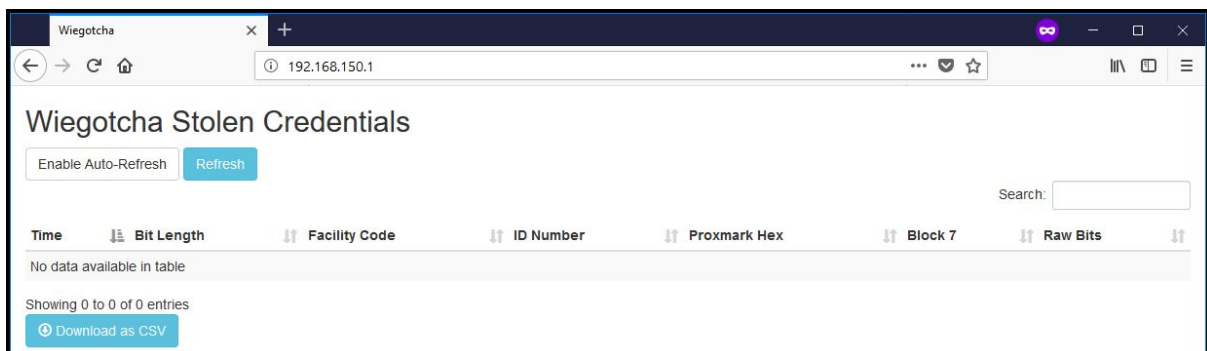 Wiegotcha
192.168.150.1
Wiegotcha Stolen Credentials
Enable Auto-Refresh Refresh
Search:
Time Bit Length Facility Code ID Number Proxmark Hex Block 7 Raw Bits
No data available in table
Showing 0 to 0 of 0 entries
Download as CSV